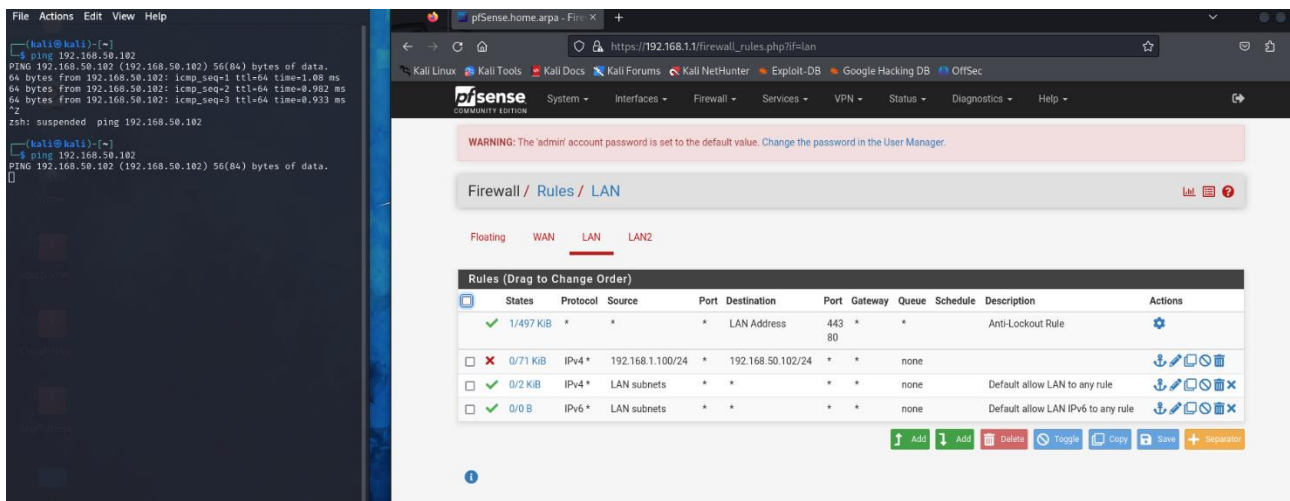 File Actions Edit View Help
(kali㉿kali)-[~]
$ ping 192.168.50.102
PING 192.168.50.102 (192.168.50.102) 56(84) bytes of data.
64 bytes from 192.168.50.102: icmp_seq=1 ttl=64 time=1.08 ms
64 bytes from 192.168.50.102: icmp_seq=2 ttl=64 time=0.982 ms
64 bytes from 192.168.50.102: icmp_seq=3 ttl=64 time=0.933 ms
^Z
zsh: suspended ping 192.168.50.102
(kali㉿kali)-[~]
$ ping 192.168.50.102
PING 192.168.50.102 (192.168.50.102) 56(84) bytes of data.
pfSense.home.arpa - Fire
https://192.168.1.1/firewall_rules.php?if=lan
Kali Linux Kali Tools Kali Docs Kali Forums Kali NetHunter Exploit-DB Google Hacking DB OffSec
pfsense COMMUNITY EDITION System Interfaces Firewall Services VPN Status Diagnostics Help
WARNING: The 'admin' account password is set to the default value. Change the password in the User Manager.
Firewall / Rules / LAN
Floating WAN LAN LAN2
Rules (Drag to Change Order)
States Protocol Source Port Destination Port Gateway Queue Schedule Description Actions
1/497 KiB * * * LAN Address 443 80 * * Anti-Lockout Rule
0/71 KiB IPv4 * 192.168.1.100/24 * 192.168.50.102/24 * * none
0/2 KiB IPv4 * LAN subnets * * * * none Default allow LAN to any rule
0/0 B IPv6 * LAN subnets * * * * none Default allow LAN IPv6 to any rule
Add Add Delete Toggle Copy Save Separator